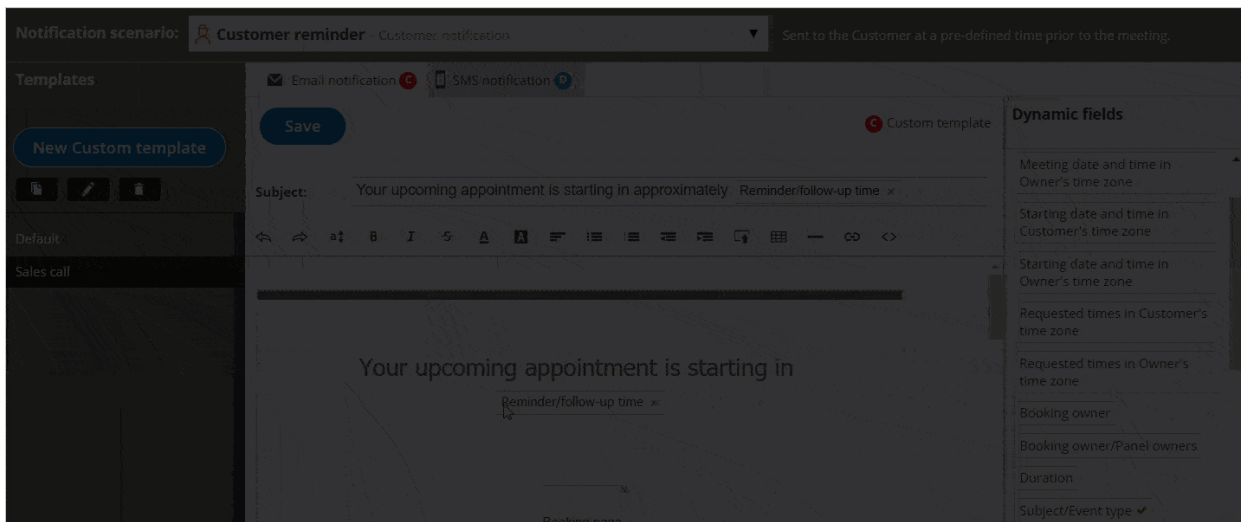 Notification scenario: Customer reminder - Customer notification Sent to the Customer at a pre-defined time prior to the meeting.
Templates
Email notification C SMS notification D
Save
C Custom template
Dynamic fields
New Custom template
Subject: Your upcoming appointment is starting in approximately Reminder/follow-up time ×
Default
Sales call
Your upcoming appointment is starting in
Reminder/follow-up time ×
Booking page
Meeting date and time in
Owner's time zone
Starting date and time in
Customer's time zone
Starting date and time in
Owner's time zone
Requested times in Customer's
time zone
Requested times in Owner's
time zone
Booking owner
Booking owner/Panel owners
Duration
Subject/Event type ✔